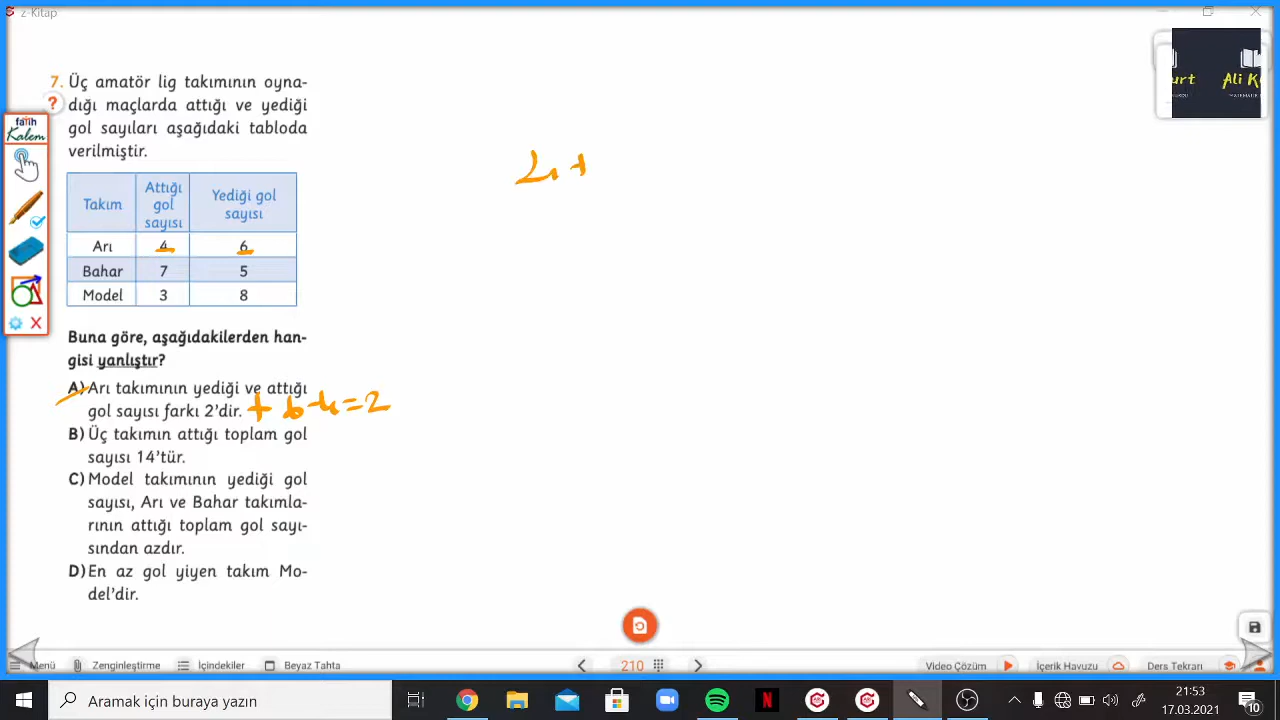 z-Kitap
7. Üç amatör lig takımının oyna-
dığı maçlarda attığı ve yediği
gol sayıları aşağıdaki tabloda
verilmiştir.
?
fatih
Kalem
Takım Attığı gol sayısı Yediği gol sayısı
Arı 4 6
Bahar 7 5
Model 3 8
Buna göre, aşağıdakilerden han-
gisi yanlıştır?
A) Arı takımının yediği ve attığı
gol sayısı farkı 2'dir. + 6-4=2
B) Üç takımın attığı toplam gol
sayısı 14'tür.
C) Model takımının yediği gol
sayısı, Arı ve Bahar takımla-
rının attığı toplam gol sayı-
sından azdır.
D) En az gol yiyen takım Mo-
del'dir.
4+
urt Ali K
Menü Zenginleştirme İçindekiler Beyaz Tahta 210 Video Çözüm İçerik Havuzu Ders Tekrarı
Aramak için buraya yazın
21:53
17.03.2021
10